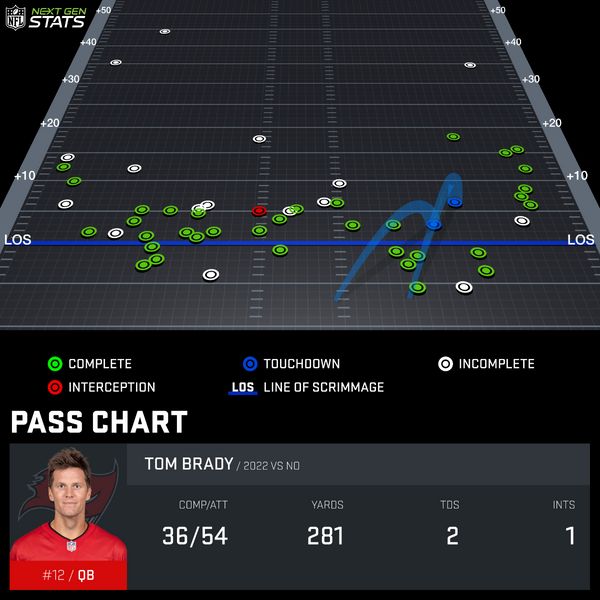 NFL NEXT GEN STATS
+50 +50
+40 +40
+30 +30
+20 +20
+10 +10
LOS LOS
COMPLETE TOUCHDOWN INCOMPLETE
INTERCEPTION LOS LINE OF SCRIMMAGE
PASS CHART
TOM BRADY / 2022 VS NO
COMP/ATT YARDS TDS INTS
36/54 281 2 1
#12 / QB